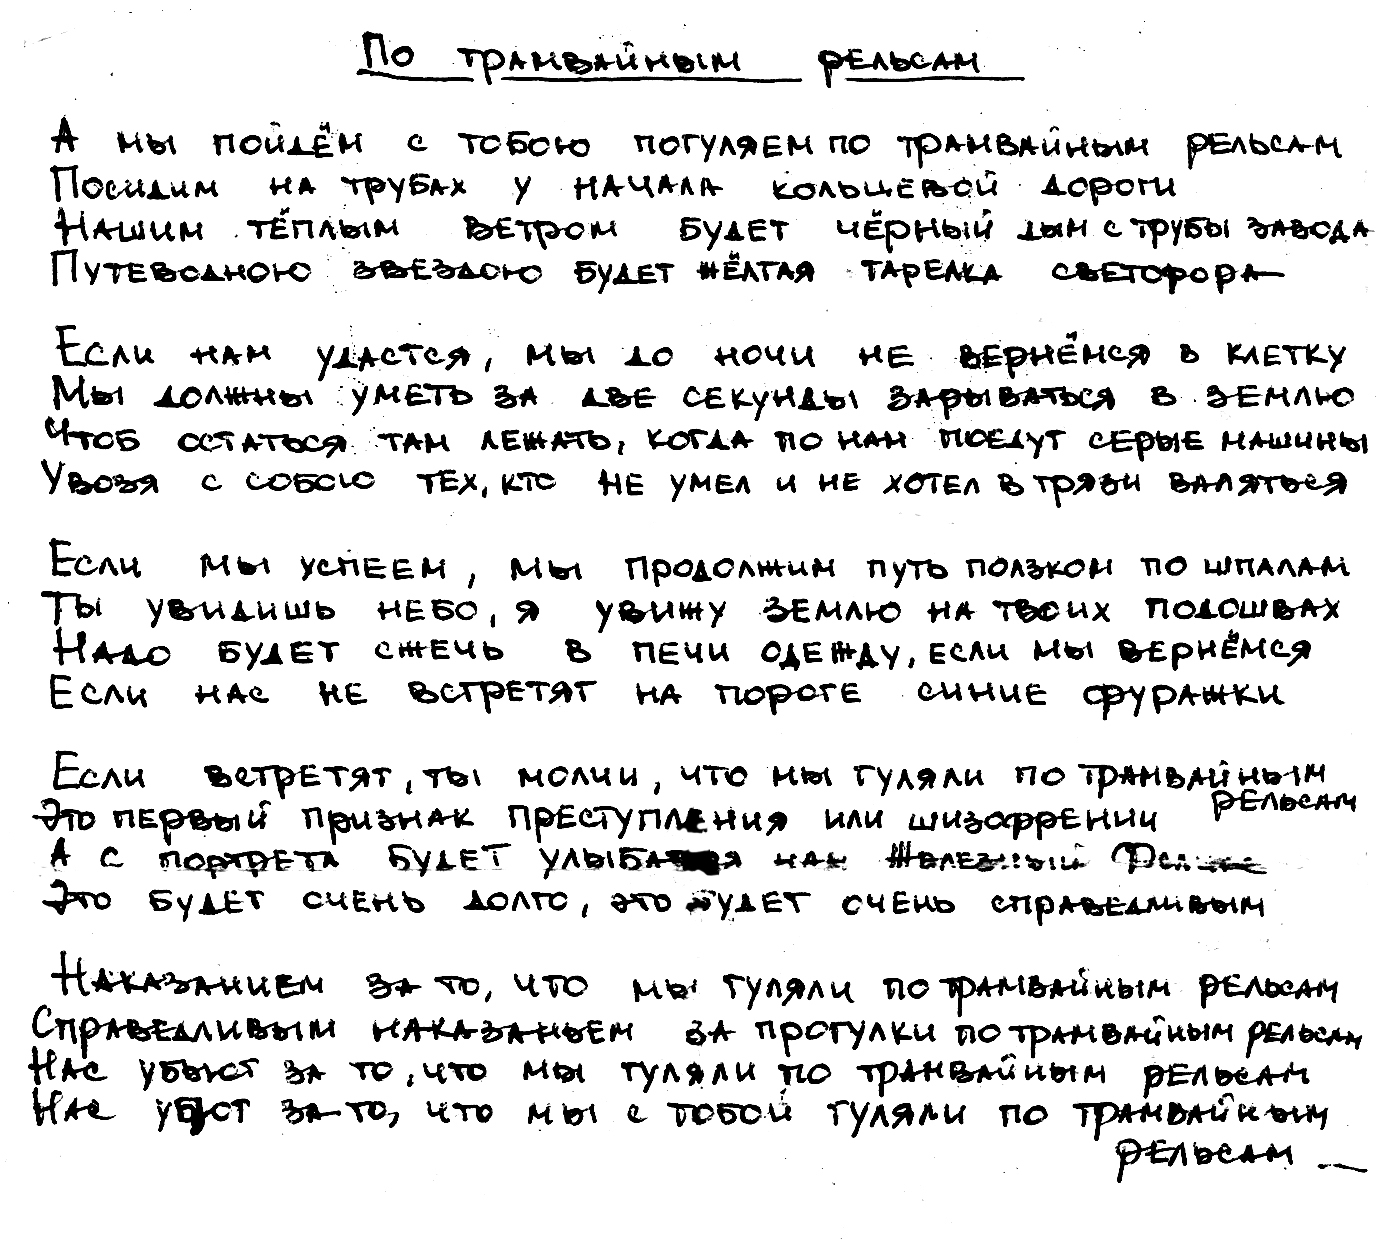 По трамвайным рельсам
А мы пойдём с тобою погуляем по трамвайным рельсам
Посидим на трубах у начала кольцевой дороги
Нашим тёплым ветром будет чёрный дым с трубы завода
Путеводною звездою будет жёлтая тарелка светофора
Если нам удастся, мы до ночи не вернёмся в клетку
Мы должны уметь за две секунды зарываться в землю
Чтоб остаться там лежать, когда по нам поедут серые машины
Увозя с собою тех, кто не умел и не хотел в грязи валяться
Если мы успеем, мы продолжим путь ползком по шпалам
Ты увидишь небо, я увижу землю на твоих подошвах
Надо будет сжечь в печи одежду, если мы вернёмся
Если нас не встретят на пороге синие фуражки
Если встретят, ты молчи, что мы гуляли по трамвайным
рельсам
Это первый признак преступления или шизофрении
А с портрета будет улыбаться нам Железный Феликс
Это будет очень долго, это будет очень справедливым
Наказанием за то, что мы гуляли по трамвайным рельсам
Справедливым наказаньем за прогулки по трамвайным рельсам
Нас убьют за то, что мы гуляли по трамвайным рельсам
Нас убьют за то, что мы с тобой гуляли по трамвайным
рельсам...